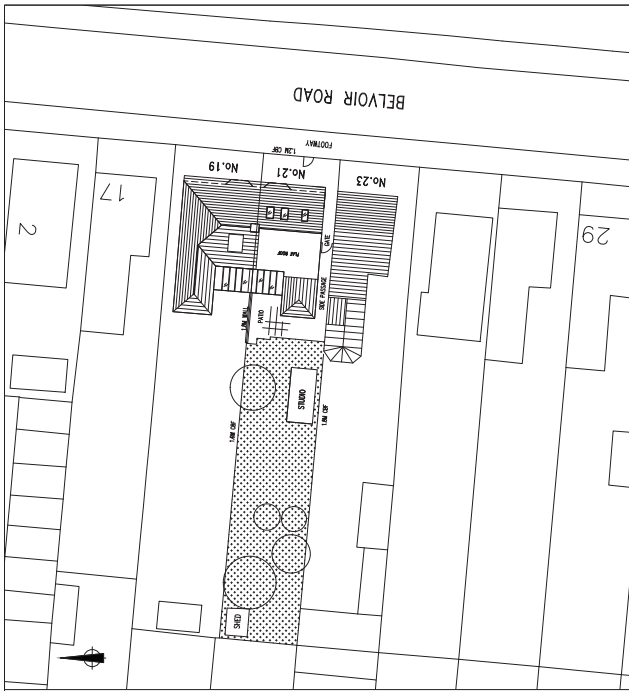 BELVOIR ROAD
FOOTWAY
1.2M CBF
No.19
No.21
No.23
17
2
29
GATE
FLAT ROOF
SIDE PASSAGE
1.8M WALL
PATIO
STUDIO
1.8M CBF
1.8M CBF
SHED